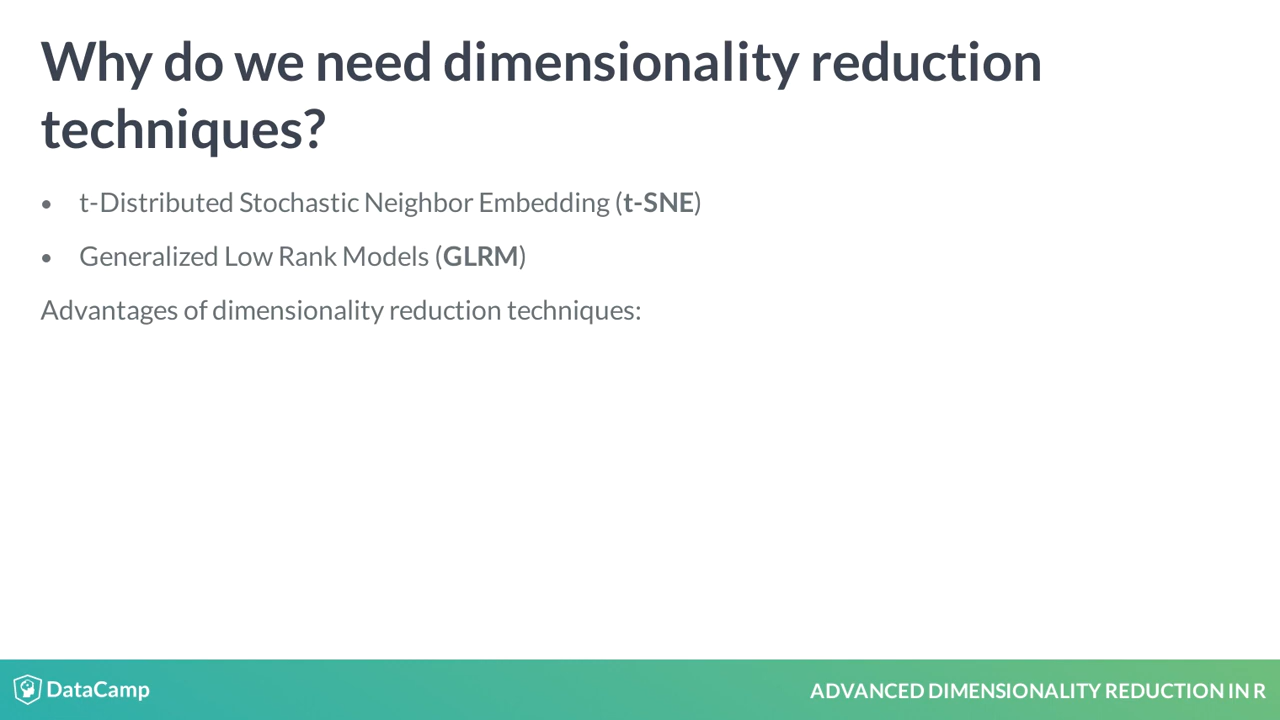 Why do we need dimensionality reduction
techniques?
• t-Distributed Stochastic Neighbor Embedding (t-SNE)
• Generalized Low Rank Models (GLRM)
Advantages of dimensionality reduction techniques:
DataCamp
ADVANCED DIMENSIONALITY REDUCTION IN R